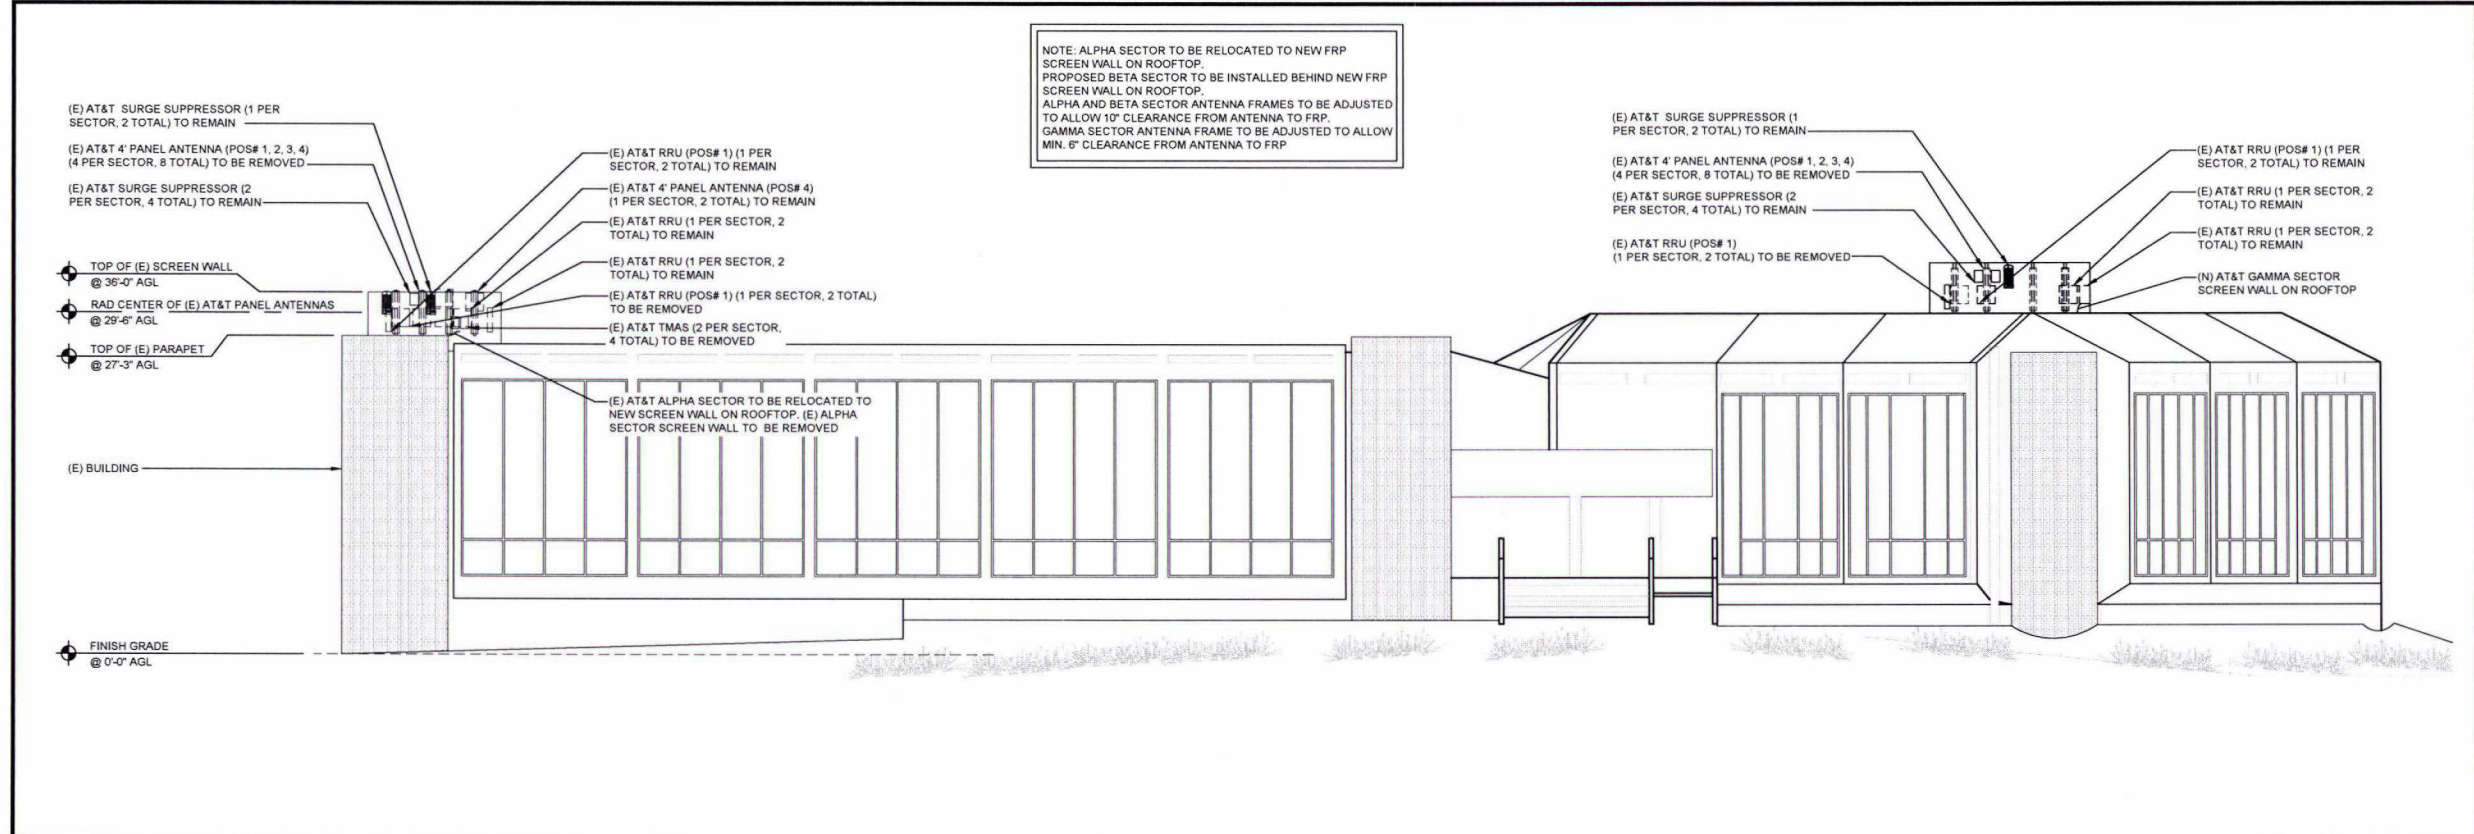 NOTE: ALPHA SECTOR TO BE RELOCATED TO NEW FRP
SCREEN WALL ON ROOFTOP.
PROPOSED BETA SECTOR TO BE INSTALLED BEHIND NEW FRP
SCREEN WALL ON ROOFTOP.
ALPHA AND BETA SECTOR ANTENNA FRAMES TO BE ADJUSTED
TO ALLOW 10" CLEARANCE FROM ANTENNA TO FRP.
GAMMA SECTOR ANTENNA FRAME TO BE ADJUSTED TO ALLOW
MIN. 6" CLEARANCE FROM ANTENNA TO FRP
(E) AT&T SURGE SUPPRESSOR (1 PER
SECTOR, 2 TOTAL) TO REMAIN
(E) AT&T 4' PANEL ANTENNA (POS# 1, 2, 3, 4)
(4 PER SECTOR, 8 TOTAL) TO BE REMOVED
(E) AT&T SURGE SUPPRESSOR (2
PER SECTOR, 4 TOTAL) TO REMAIN
TOP OF (E) SCREEN WALL
@ 36'-0" AGL
RAD CENTER OF (E) AT&T PANEL ANTENNAS
@ 29'-6" AGL
TOP OF (E) PARAPET
@ 27'-3" AGL
(E) BUILDING
FINISH GRADE
@ 0'-0" AGL
(E) AT&T RRU (POS# 1) (1 PER
SECTOR, 2 TOTAL) TO REMAIN
(E) AT&T 4' PANEL ANTENNA (POS# 4)
(1 PER SECTOR, 2 TOTAL) TO REMAIN
(E) AT&T RRU (1 PER SECTOR, 2
TOTAL) TO REMAIN
(E) AT&T RRU (1 PER SECTOR, 2
TOTAL) TO REMAIN
(E) AT&T RRU (POS# 1) (1 PER SECTOR, 2 TOTAL)
TO BE REMOVED
(E) AT&T TMAS (2 PER SECTOR,
4 TOTAL) TO BE REMOVED
(E) AT&T ALPHA SECTOR TO BE RELOCATED TO
NEW SCREEN WALL ON ROOFTOP. (E) ALPHA
SECTOR SCREEN WALL TO BE REMOVED
(E) AT&T SURGE SUPPRESSOR (1
PER SECTOR, 2 TOTAL) TO REMAIN
(E) AT&T 4' PANEL ANTENNA (POS# 1, 2, 3, 4)
(4 PER SECTOR, 8 TOTAL) TO BE REMOVED
(E) AT&T SURGE SUPPRESSOR (2
PER SECTOR, 4 TOTAL) TO REMAIN
(E) AT&T RRU (POS# 1)
(1 PER SECTOR, 2 TOTAL) TO BE REMOVED
(E) AT&T RRU (POS# 1) (1 PER
SECTOR, 2 TOTAL) TO REMAIN
(E) AT&T RRU (1 PER SECTOR, 2
TOTAL) TO REMAIN
(E) AT&T RRU (1 PER SECTOR, 2
TOTAL) TO REMAIN
(N) AT&T GAMMA SECTOR
SCREEN WALL ON ROOFTOP